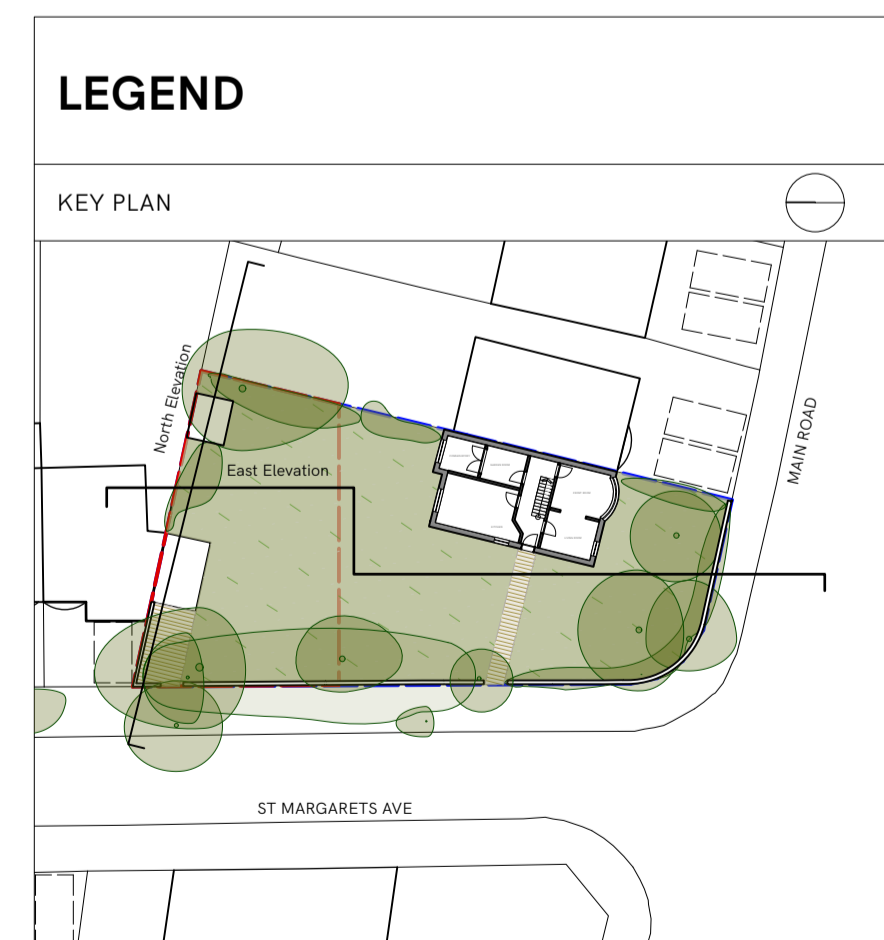 LEGEND
KEY PLAN
North Elevation
East Elevation
MAIN ROAD
ST MARGARETS AVE